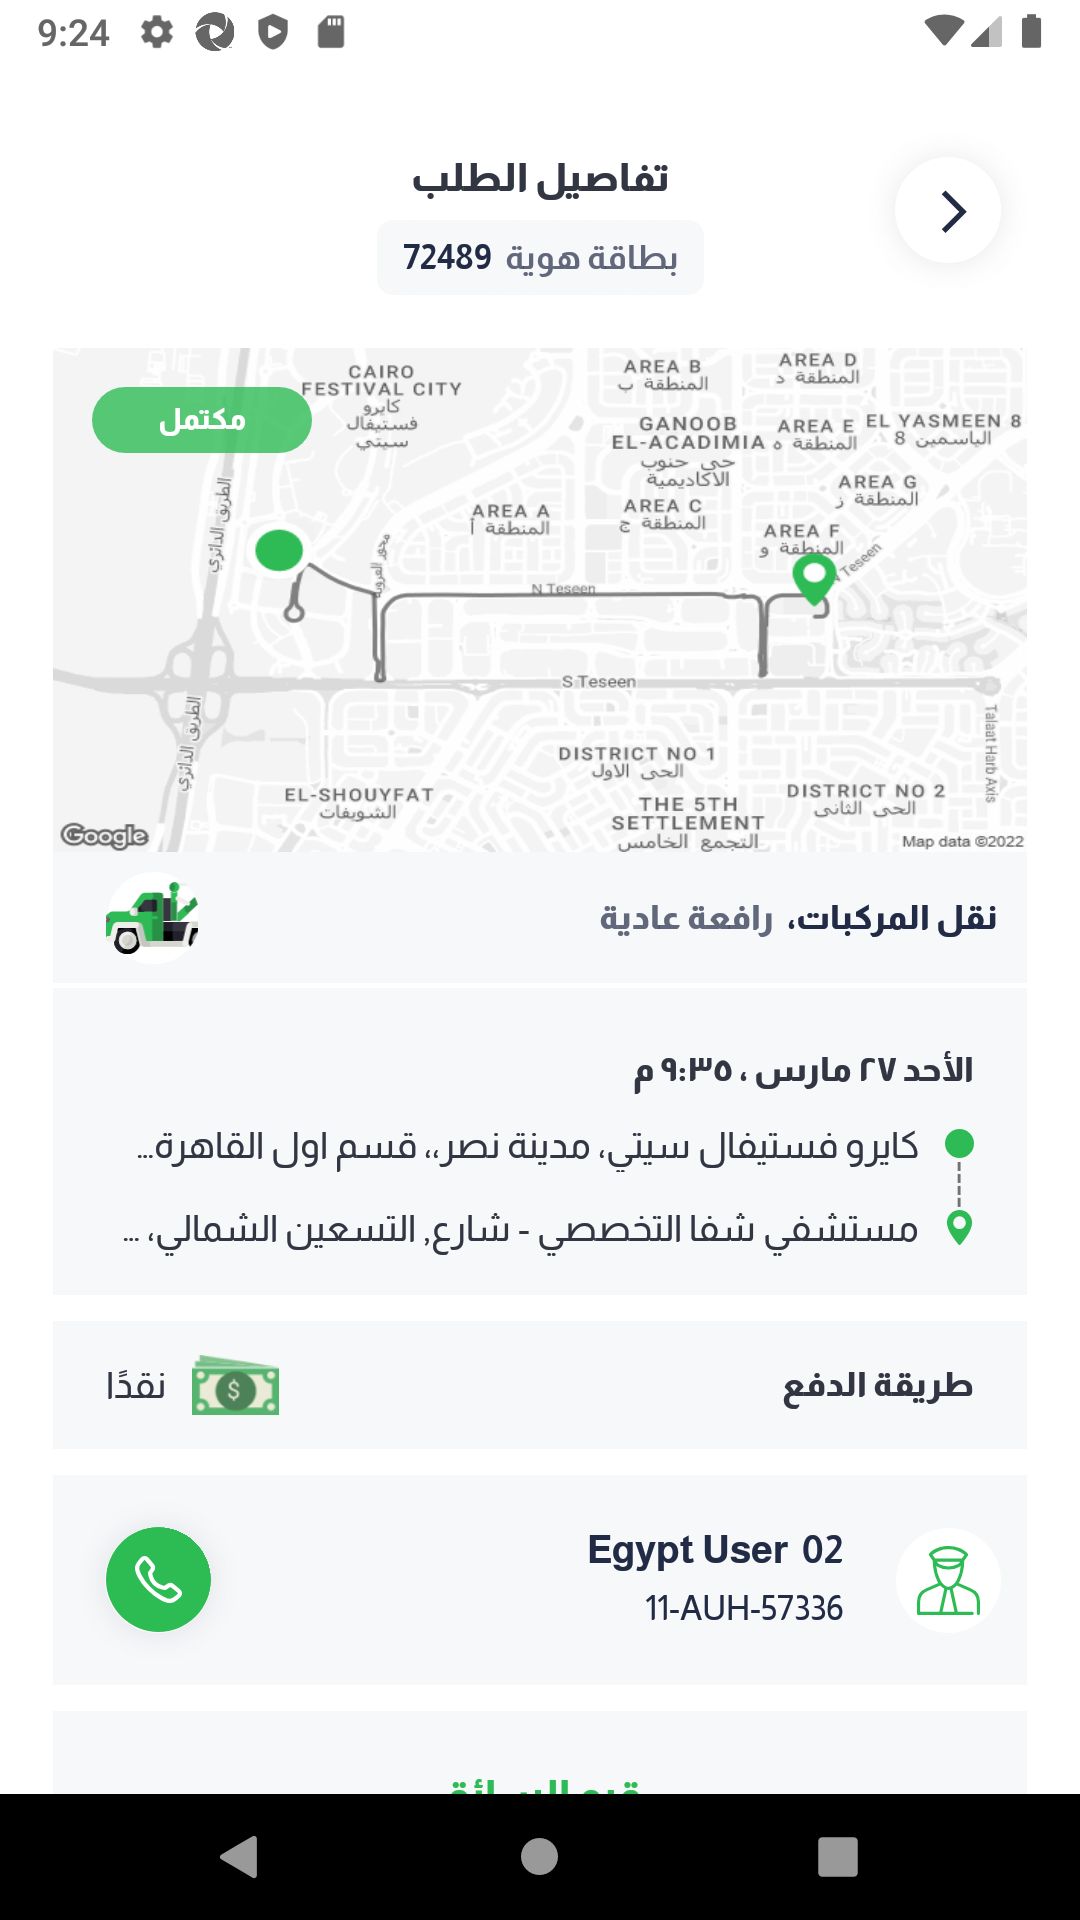 9:24
تفاصيل الطلب
بطاقة هوية 72489
مكتمل
CAIRO
FESTIVAL CITY
كايرو
فستيفال
سيتي
AREA B
المنطقة ب
AREA D
المنطقة د
GANOOB
EL-ACADIMIA
حي جنوب
الاكاديمية
AREA E
المنطقة ه
EL YASMEEN 8
الياسمين 8
AREA G
المنطقة ز
AREA A
المنطقة أ
AREA C
المنطقة ج
AREA F
المنطقة و
الطريق الدائري
محور العروبة
N Teseen
N Teseen
S Teseen
الطريق الدائري
Talaat Harb Axis
DISTRICT NO 1
الحي الاول
DISTRICT NO 2
الحي الثاني
EL-SHOUYFAT
الشويفات
THE 5TH
SETTLEMENT
التجمع الخامس
Google
Map data ©2022
نقل المركبات، رافعة عادية
الأحد ٢٧ مارس ، ٩:٣٥ م
كايرو فستيفال سيتي، مدينة نصر،، قسم اول القاهرة...
مستشفي شفا التخصصي - شارع, التسعين الشمالي، ...
طريقة الدفع
نقدًا
Egypt User 02
11-AUH-57336